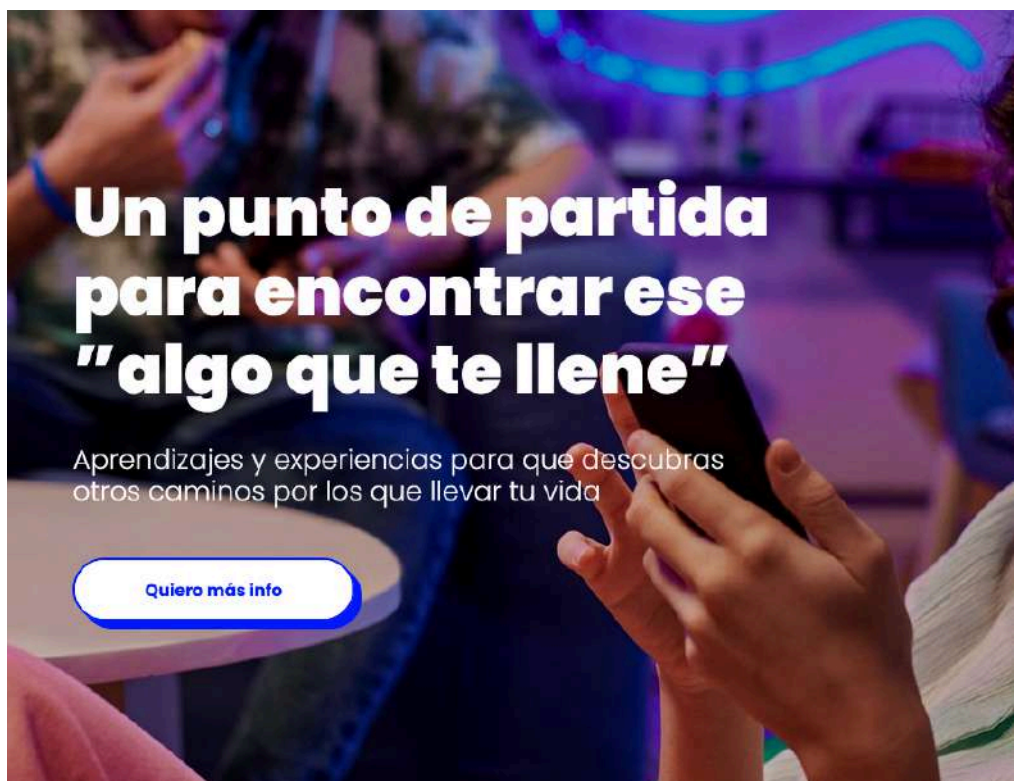 Un punto de partida
para encontrar ese
"algo que te llene"
Aprendizajes y experiencias para que descubras
otros caminos por los que llevar tu vida
Quiero más info